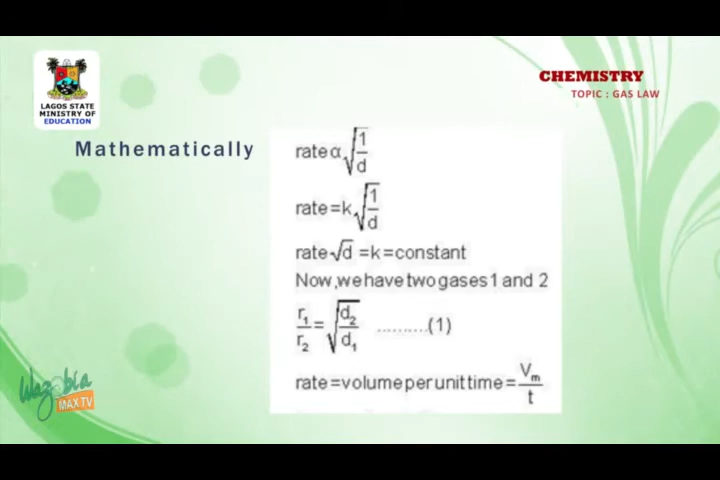 LAGOS STATE
MINISTRY OF
EDUCATION
CHEMISTRY
TOPIC : GAS LAW
Mathematically
rate α √(1/d)
rate =k√(1/d)
rate √d =k=constant
Now,we have two gases 1 and 2
r₁/r₂ = √(d₂/d₁) ..........(1)
rate =volume per unit time = Vₘ/t
Wazobia
MAX TV